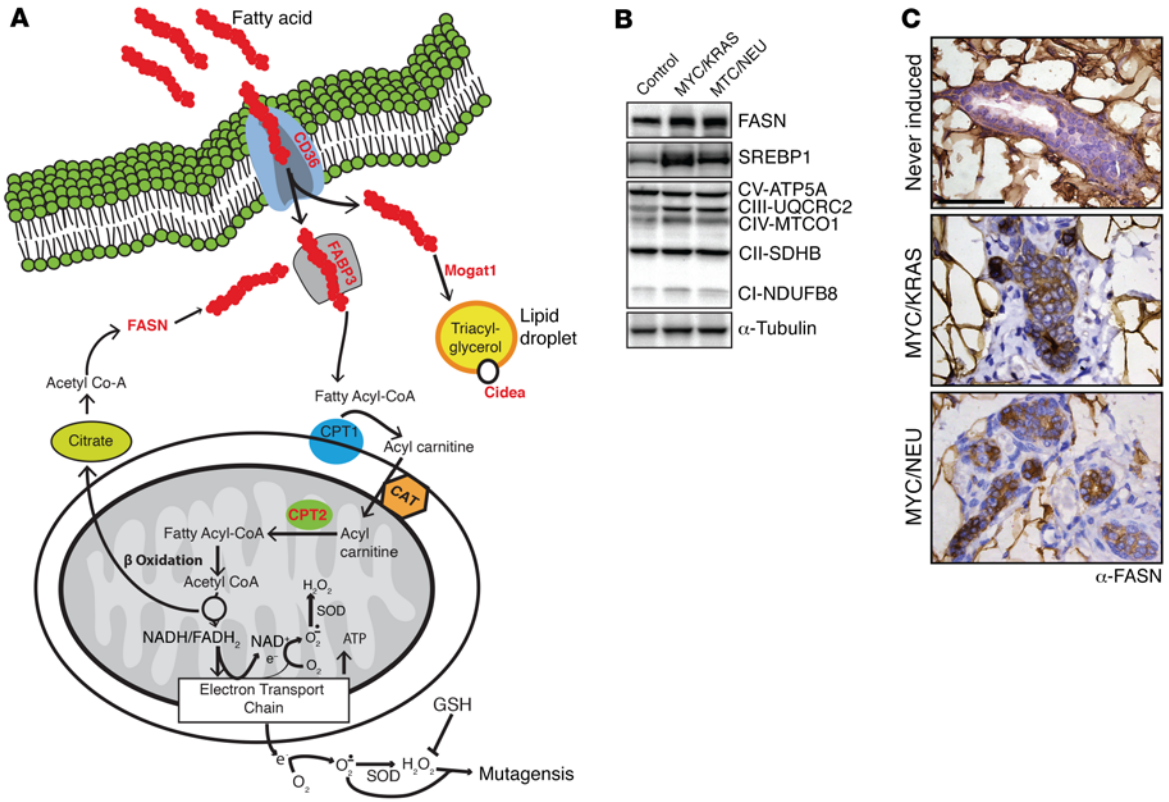 A
Fatty acid
CD36
FABP3
Mogat1
Triacyl-
glycerol
Lipid
droplet
Cidea
FASN
Acetyl Co-A
Citrate
Fatty Acyl-CoA
CPT1
Acyl carnitine
CAT
CPT2
Fatty Acyl-CoA
Acyl
carnitine
β Oxidation
Acetyl CoA
H2O2
SOD
NADH/FADH2
NAD+
O2•−
ATP
e−
O2
Electron Transport
Chain
GSH
e-
O2
O2•−
SOD
H2O2
Mutagensis
B
Control
MYC/KRAS
MTC/NEU
FASN
SREBP1
CV-ATP5A
CIII-UQCRC2
CIV-MTCO1
CII-SDHB
CI-NDUFB8
α-Tubulin
C
Never induced
MYC/KRAS
MYC/NEU
α-FASN